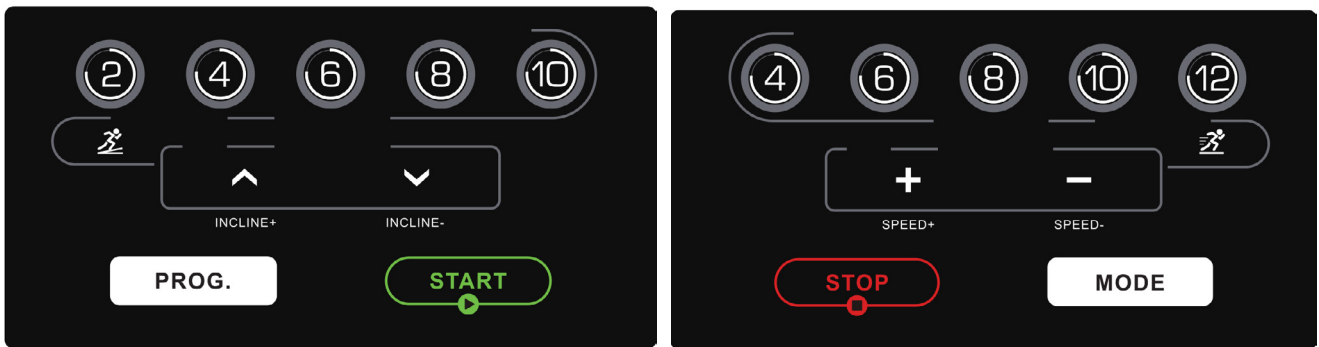 2 4 6 8 10
INCLINE+ INCLINE-
PROG. START
4 6 8 10 12
SPEED+ SPEED-
STOP MODE